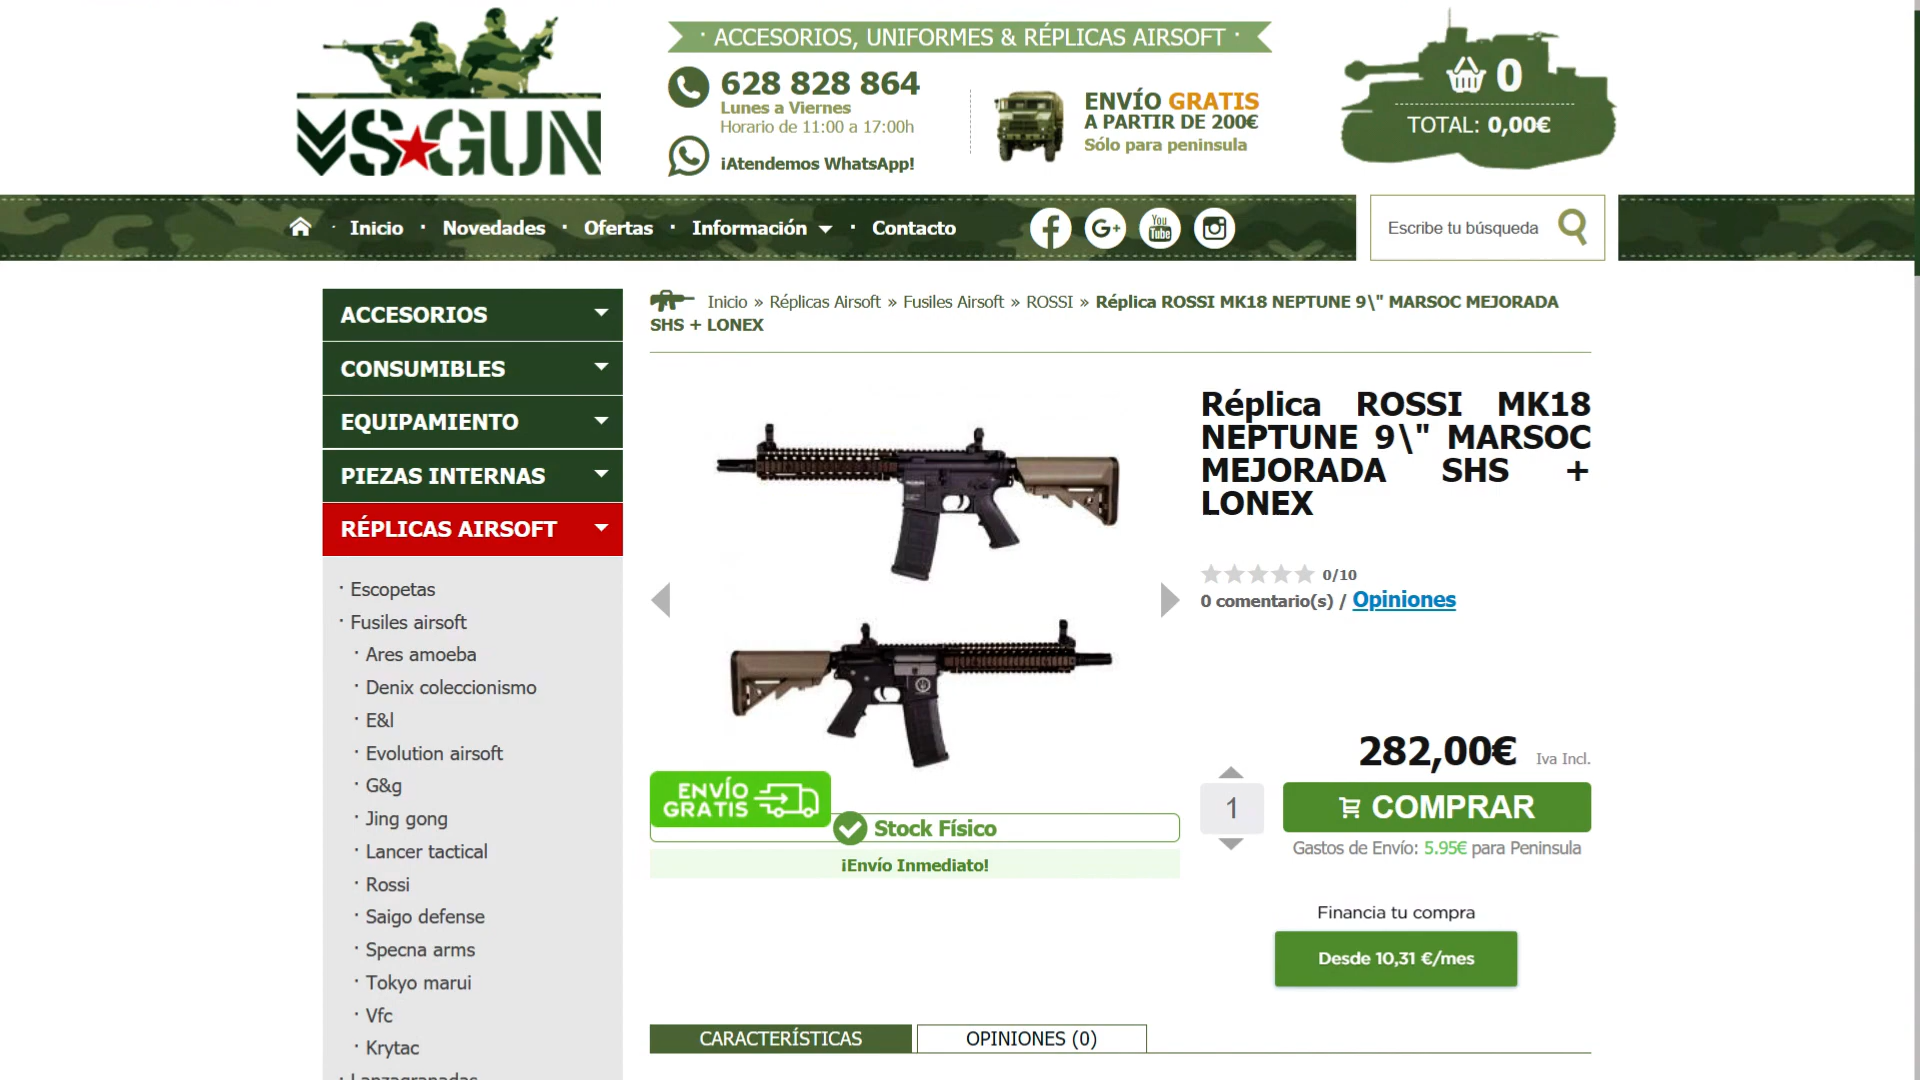 VS★GUN
· ACCESORIOS, UNIFORMES & RÉPLICAS AIRSOFT ·
628 828 864
Lunes a Viernes
Horario de 11:00 a 17:00h
¡Atendemos WhatsApp!
ENVÍO GRATIS
A PARTIR DE 200€
Sólo para peninsula
0
TOTAL: 0,00€
· Inicio · Novedades · Ofertas · Información · Contacto
You Tube
G+
Escribe tu búsqueda
ACCESORIOS
CONSUMIBLES
EQUIPAMIENTO
PIEZAS INTERNAS
RÉPLICAS AIRSOFT
· Escopetas
· Fusiles airsoft
· Ares amoeba
· Denix coleccionismo
· E&l
· Evolution airsoft
· G&g
· Jing gong
· Lancer tactical
· Rossi
· Saigo defense
· Specna arms
· Tokyo marui
· Vfc
· Krytac
· Lanzagranadas
Inicio » Réplicas Airsoft » Fusiles Airsoft » ROSSI » Réplica ROSSI MK18 NEPTUNE 9\" MARSOC MEJORADA
SHS + LONEX
Réplica ROSSI MK18
NEPTUNE 9\" MARSOC
MEJORADA SHS +
LONEX
0/10
0 comentario(s) / Opiniones
282,00€ Iva Incl.
1
COMPRAR
Gastos de Envío: 5.95€ para Peninsula
Financia tu compra
Desde 10,31 €/mes
ENVÍO
GRATIS
Stock Físico
¡Envío Inmediato!
CARACTERÍSTICAS
OPINIONES (0)